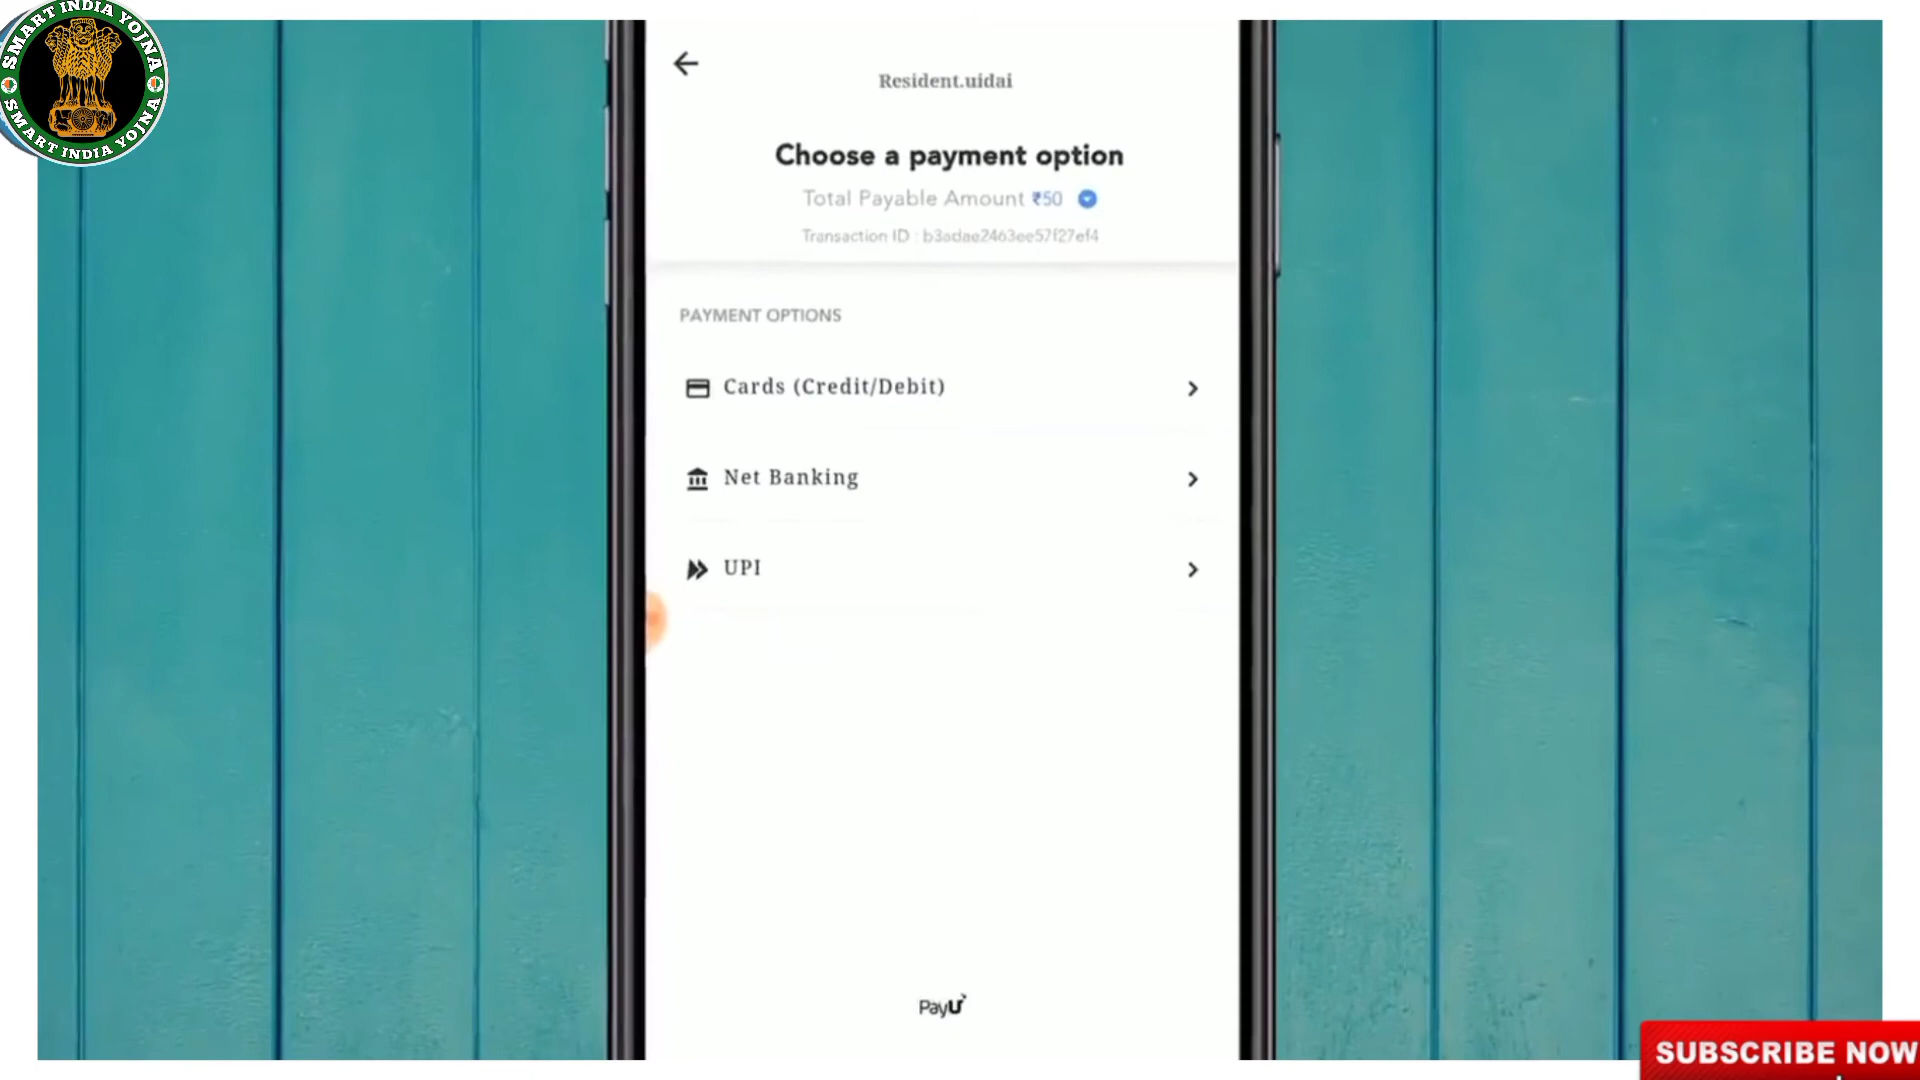 SMART INDIA YOJNA
SMART INDIA YOJNA
Resident.uidai
Choose a payment option
Total Payable Amount ₹50
Transaction ID : b3adae2463ee57f27ef4
PAYMENT OPTIONS
Cards (Credit/Debit)
Net Banking
UPI
PayU
SUBSCRIBE NOW